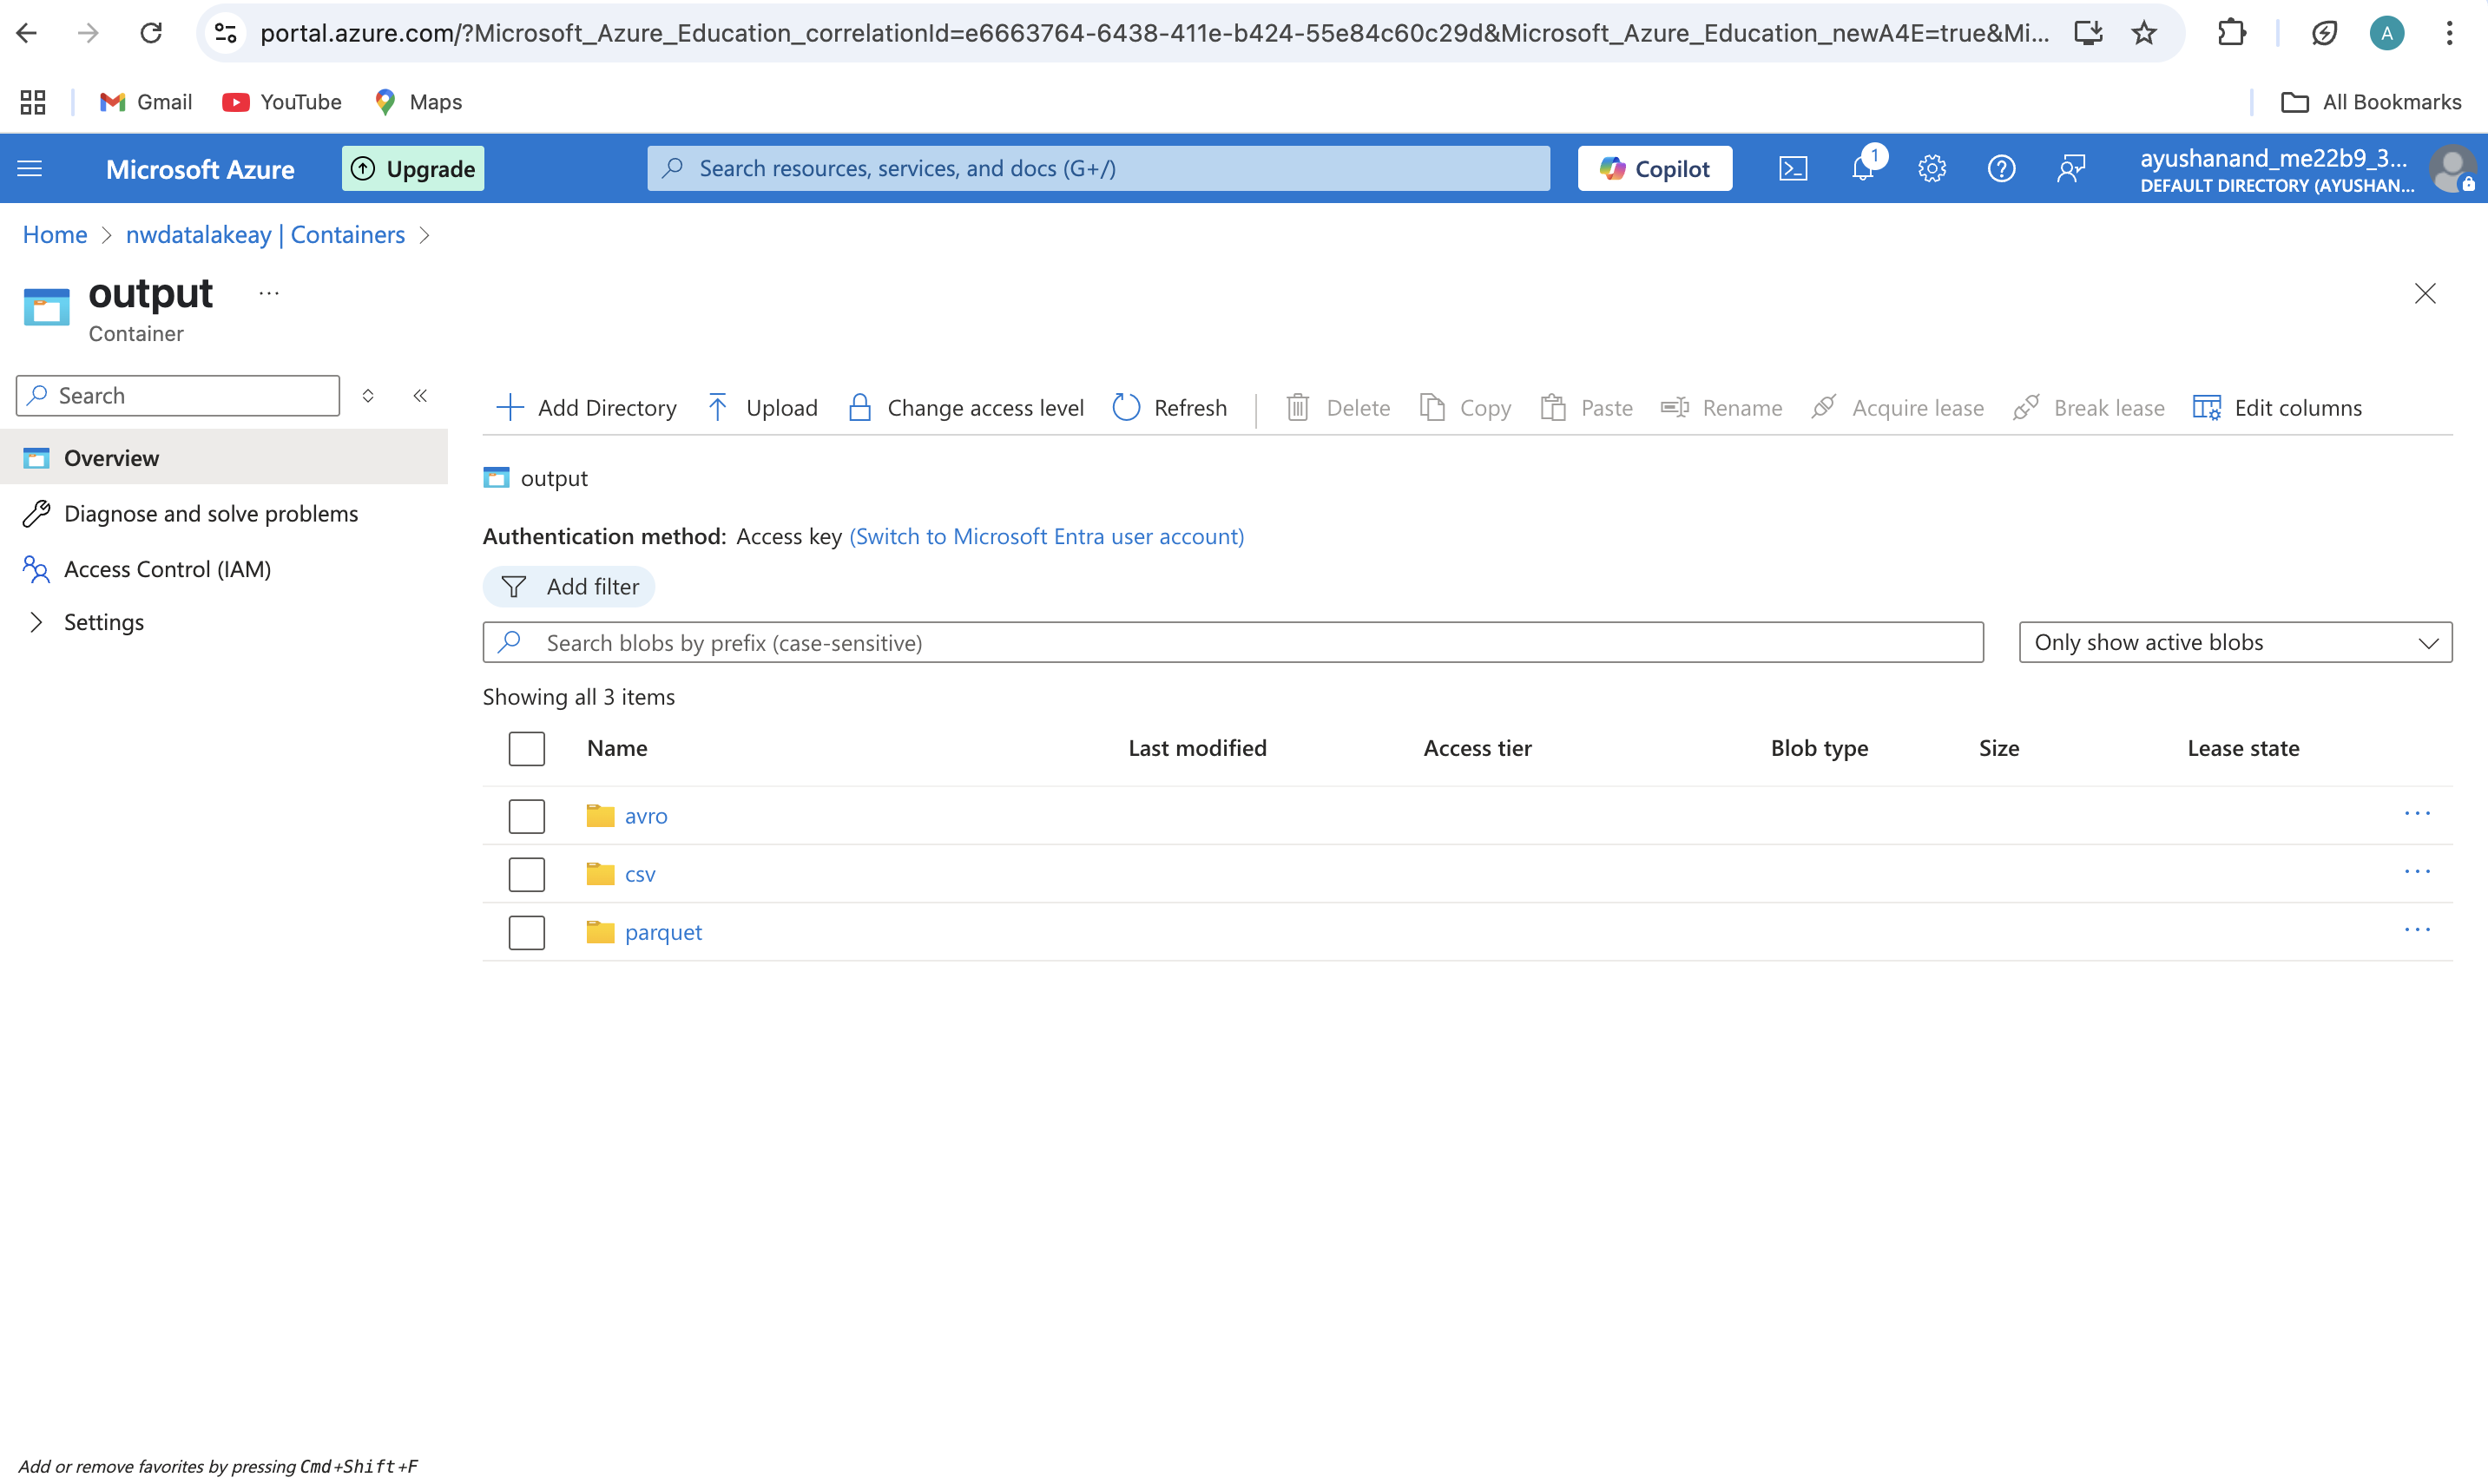 portal.azure.com/?Microsoft_Azure_Education_correlationId=e6663764-6438-411e-b424-55e84c60c29d&Microsoft_Azure_Education_newA4E=true&Mi...
A
Gmail
YouTube
Maps
All Bookmarks
Microsoft Azure
Upgrade
Search resources, services, and docs (G+/)
Copilot
1
ayushanand_me22b9_3...
DEFAULT DIRECTORY (AYUSHAN...
Home > nwdatalakeay | Containers >
output ...
Container
Search
Add Directory
Upload
Change access level
Refresh
Delete
Copy
Paste
Rename
Acquire lease
Break lease
Edit columns
Overview
Diagnose and solve problems
Access Control (IAM)
Settings
output
Authentication method: Access key (Switch to Microsoft Entra user account)
Add filter
Search blobs by prefix (case-sensitive)
Only show active blobs
Showing all 3 items
Name Last modified Access tier Blob type Size Lease state
avro ...
csv ...
parquet ...
Add or remove favorites by pressing Cmd+Shift+F